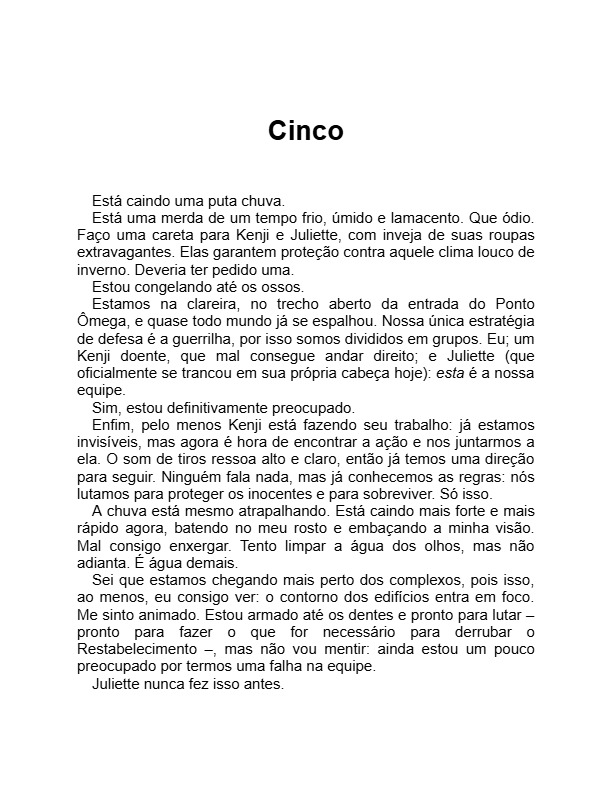 Cinco
Está caindo uma puta chuva.
Está uma merda de um tempo frio, úmido e lamacento. Que ódio.
Faço uma careta para Kenji e Juliette, com inveja de suas roupas
extravagantes. Elas garantem proteção contra aquele clima louco de
inverno. Deveria ter pedido uma.
Estou congelando até os ossos.
Estamos na clareira, no trecho aberto da entrada do Ponto
Ômega, e quase todo mundo já se espalhou. Nossa única estratégia
de defesa é a guerrilha, por isso somos divididos em grupos. Eu; um
Kenji doente, que mal consegue andar direito; e Juliette (que
oficialmente se trancou em sua própria cabeça hoje): esta é a nossa
equipe.
Sim, estou definitivamente preocupado.
Enfim, pelo menos Kenji está fazendo seu trabalho: já estamos
invisíveis, mas agora é hora de encontrar a ação e nos juntarmos a
ela. O som de tiros ressoa alto e claro, então já temos uma direção
para seguir. Ninguém fala nada, mas já conhecemos as regras: nós
lutamos para proteger os inocentes e para sobreviver. Só isso.
A chuva está mesmo atrapalhando. Está caindo mais forte e mais
rápido agora, batendo no meu rosto e embaçando a minha visão.
Mal consigo enxergar. Tento limpar a água dos olhos, mas não
adianta. É água demais.
Sei que estamos chegando mais perto dos complexos, pois isso,
ao menos, eu consigo ver: o contorno dos edifícios entra em foco.
Me sinto animado. Estou armado até os dentes e pronto para lutar –
pronto para fazer o que for necessário para derrubar o
Restabelecimento –, mas não vou mentir: ainda estou um pouco
preocupado por termos uma falha na equipe.
Juliette nunca fez isso antes.